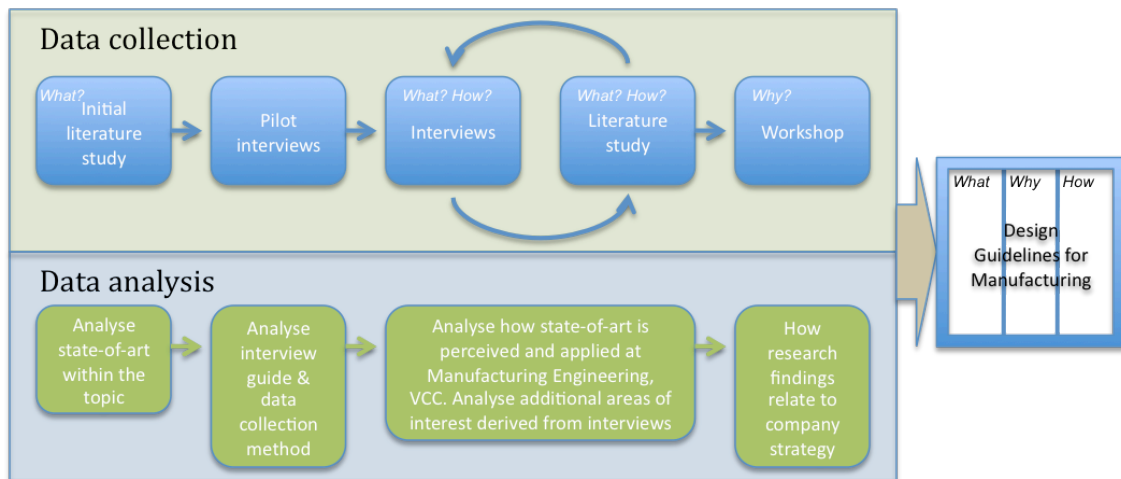 Data collection
What?
Initial
literature
study
Pilot
interviews
What? How?
Interviews
What? How?
Literature
study
Why?
Workshop
Data analysis
Analyse
state-of-art
within the
topic
Analyse
interview
guide &
data
collection
method
Analyse how state-of-art is
perceived and applied at
Manufacturing Engineering,
VCC. Analyse additional areas of
interest derived from interviews
How
research
findings
relate to
company
strategy
What Why How
Design
Guidelines for
Manufacturing